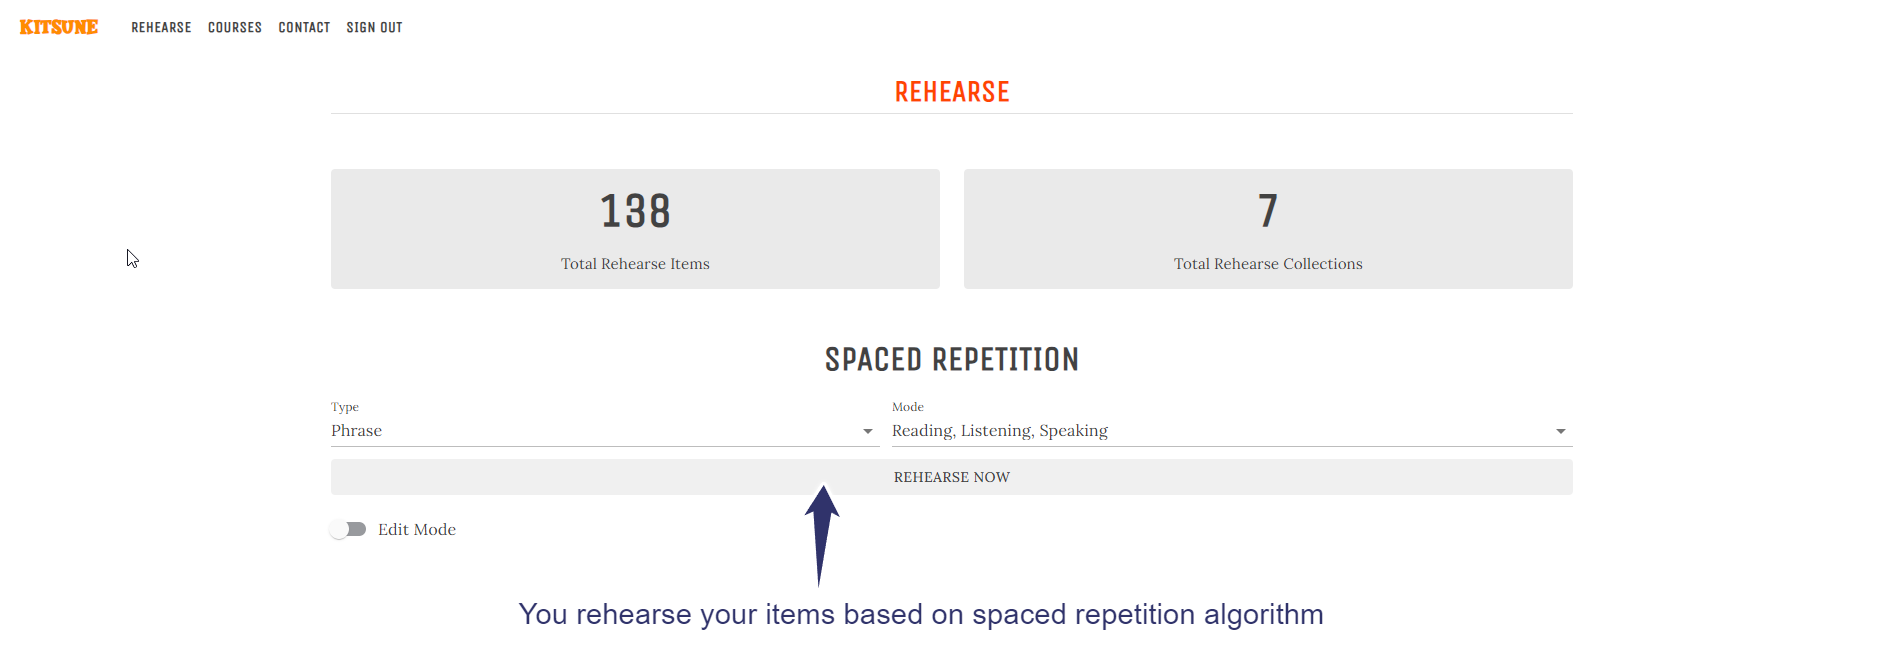 KITSUNE REHEARSE COURSES CONTACT SIGN OUT
REHEARSE
138
Total Rehearse Items
7
Total Rehearse Collections
SPACED REPETITION
Type
Phrase
Mode
Reading, Listening, Speaking
REHEARSE NOW
Edit Mode
You rehearse your items based on spaced repetition algorithm